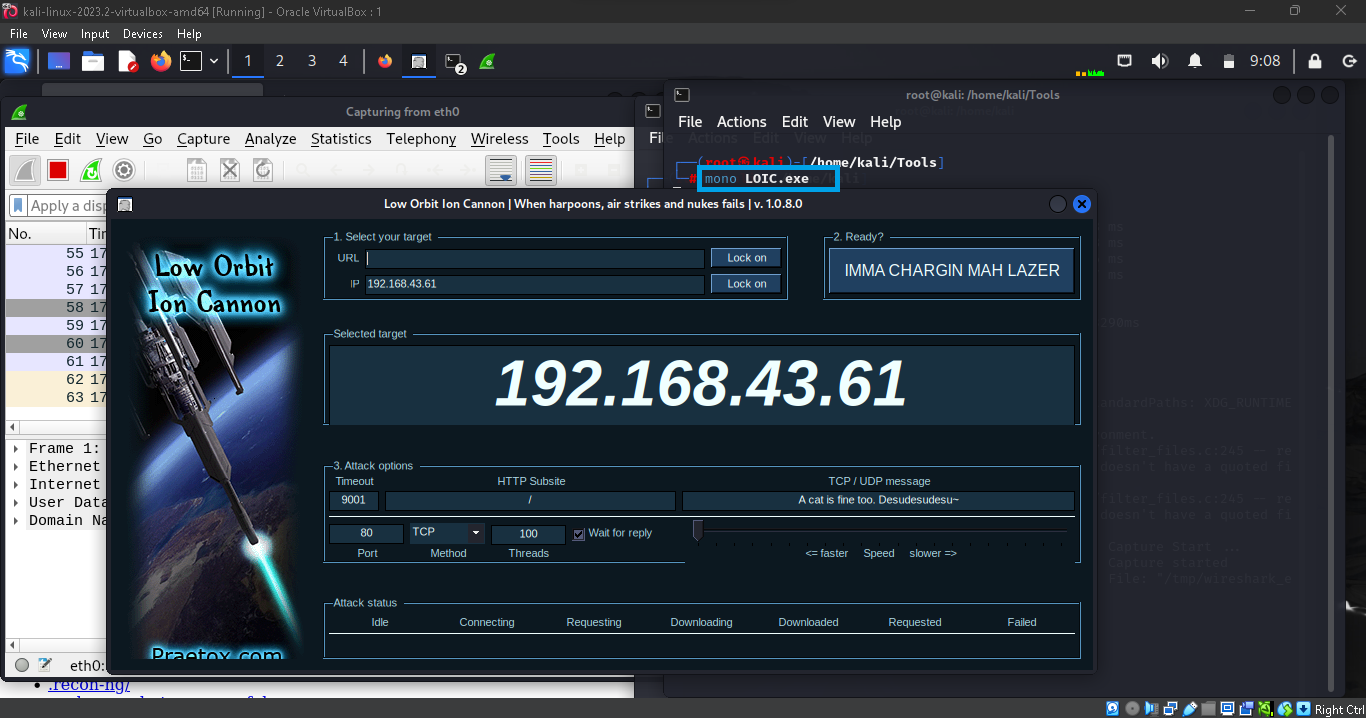 kali-linux-2023.2-virtualbox-amd64 [Running] - Oracle VirtualBox : 1
File View Input Devices Help
1 2 3 4 2 9:08
Capturing from eth0
File Edit View Go Capture Analyze Statistics Telephony Wireless Tools Help
Apply a disp
No. Tim
55 17
56 17
57 17
58 17
59 17
60 17
61 17
62 17
63 17
Frame 1:
Ethernet
Internet
User Data
Domain Na
eth0:
.recon-ng/
root@kali: /home/kali/Tools
File Actions Edit View Help
File Actions Edit View Help
(root㉿kali)-[/home/kali/Tools]
# mono LOIC.exe
Low Orbit Ion Cannon | When harpoons, air strikes and nukes fails | v. 1.0.8.0
Low Orbit
Ion Cannon
Praetox.com
1. Select your target
URL Lock on
IP 192.168.43.61 Lock on
2. Ready?
IMMA CHARGIN MAH LAZER
Selected target
192.168.43.61
3. Attack options
Timeout HTTP Subsite TCP / UDP message
9001 / A cat is fine too. Desudesudesu~
80 TCP 100 Wait for reply
Port Method Threads <= faster Speed slower =>
Attack status
Idle Connecting Requesting Downloading Downloaded Requested Failed
ms
ms
ms
ms
290ms
andardPaths: XDG_RUNTIME
onment.
filter_files.c:245 -- re
doesn't have a quoted fi
filter_files.c:245 -- re
doesn't have a quoted fi
Capture Start ...
Capture started
File: "/tmp/wireshark_e
Right Ctrl